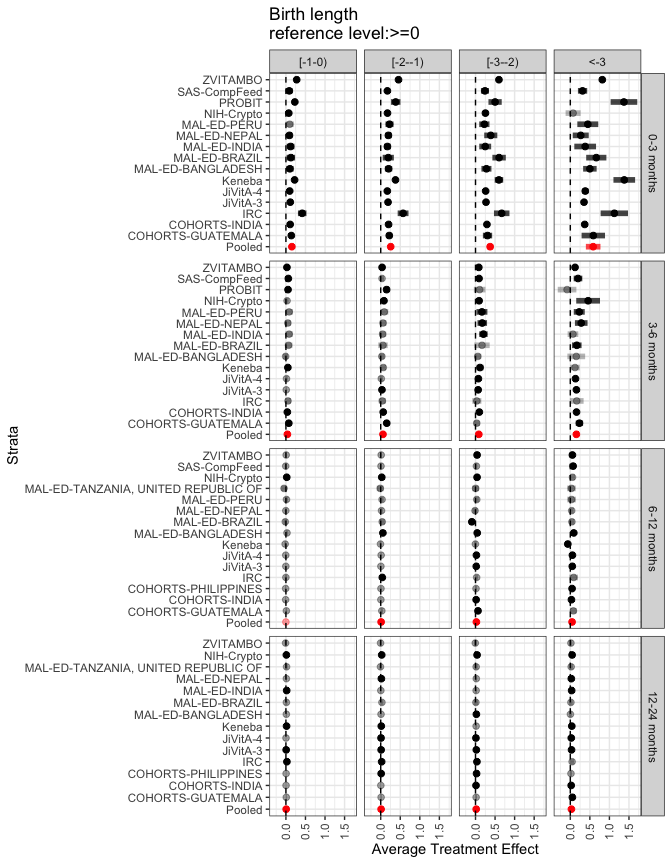 Birth length
reference level:>=0
[-1-0) [-2--1) [-3--2) <-3
ZVITAMBO
SAS-CompFeed
PROBIT
NIH-Crypto
MAL-ED-PERU
MAL-ED-NEPAL
MAL-ED-INDIA
MAL-ED-BRAZIL
MAL-ED-BANGLADESH
Keneba
JiVitA-4
JiVitA-3
IRC
COHORTS-INDIA
COHORTS-GUATEMALA
Pooled
0-3 months
ZVITAMBO
SAS-CompFeed
PROBIT
NIH-Crypto
MAL-ED-PERU
MAL-ED-NEPAL
MAL-ED-INDIA
MAL-ED-BRAZIL
MAL-ED-BANGLADESH
Keneba
JiVitA-4
JiVitA-3
IRC
COHORTS-INDIA
COHORTS-GUATEMALA
Pooled
3-6 months
ZVITAMBO
SAS-CompFeed
NIH-Crypto
MAL-ED-TANZANIA, UNITED REPUBLIC OF
MAL-ED-PERU
MAL-ED-NEPAL
MAL-ED-BRAZIL
MAL-ED-BANGLADESH
Keneba
JiVitA-4
JiVitA-3
IRC
COHORTS-PHILIPPINES
COHORTS-INDIA
COHORTS-GUATEMALA
Pooled
6-12 months
ZVITAMBO
NIH-Crypto
MAL-ED-TANZANIA, UNITED REPUBLIC OF
MAL-ED-NEPAL
MAL-ED-INDIA
MAL-ED-BRAZIL
MAL-ED-BANGLADESH
Keneba
JiVitA-4
JiVitA-3
IRC
COHORTS-PHILIPPINES
COHORTS-INDIA
COHORTS-GUATEMALA
Pooled
12-24 months
Strata
0.0 0.5 1.0 1.5 0.0 0.5 1.0 1.5 0.0 0.5 1.0 1.5 0.0 0.5 1.0 1.5
Average Treatment Effect